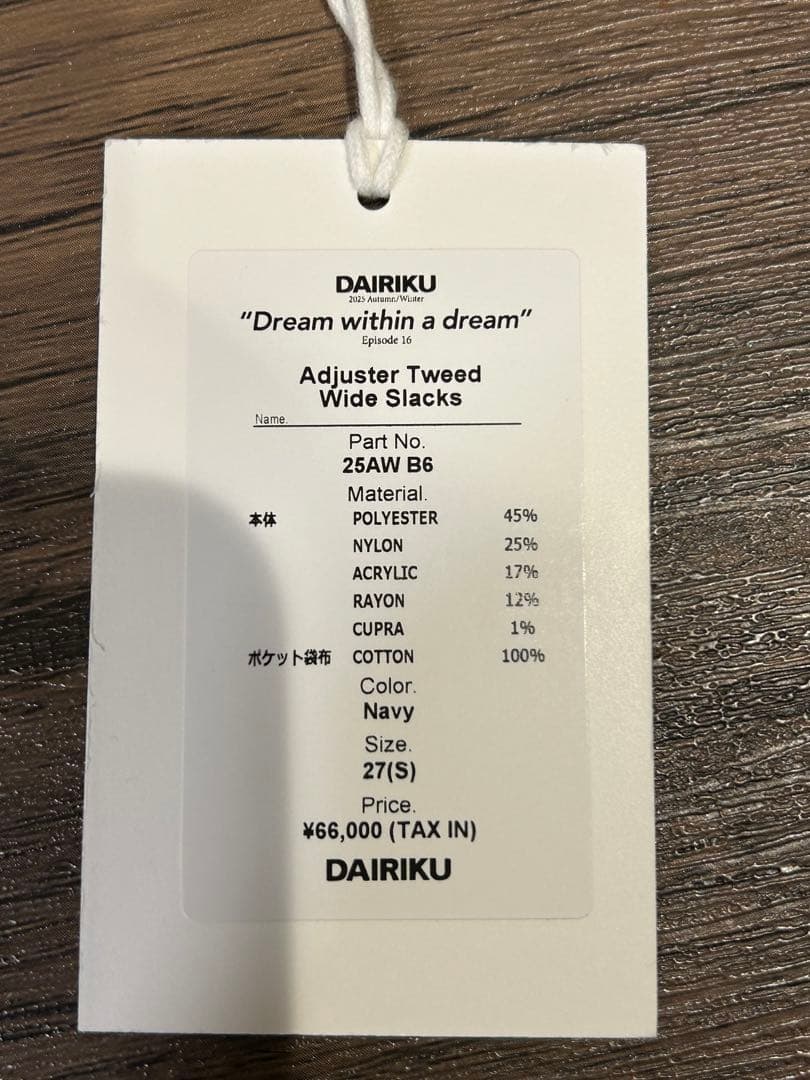 DAIRIKU
2025 Autumn/Winter
"Dream within a dream"
Episode 16
Adjuster Tweed
Wide Slacks
Name.
Part No.
25AW B6
Material.
本体 POLYESTER 45%
NYLON 25%
ACRYLIC 17%
RAYON 12%
CUPRA 1%
ポケット袋布 COTTON 100%
Color.
Navy
Size.
27(S)
Price.
¥66,000 (TAX IN)
DAIRIKU